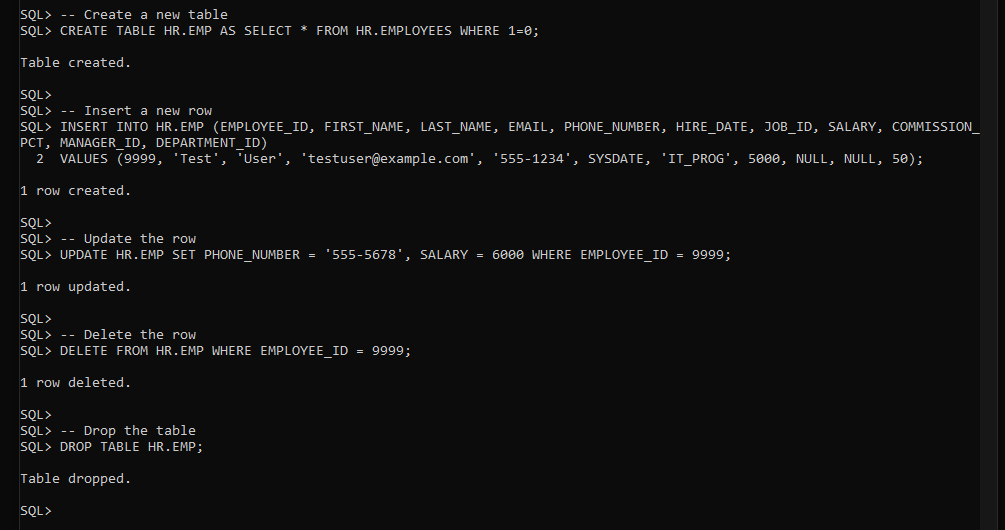 SQL> -- Create a new table
SQL> CREATE TABLE HR.EMP AS SELECT * FROM HR.EMPLOYEES WHERE 1=0;
Table created.
SQL>
SQL> -- Insert a new row
SQL> INSERT INTO HR.EMP (EMPLOYEE_ID, FIRST_NAME, LAST_NAME, EMAIL, PHONE_NUMBER, HIRE_DATE, JOB_ID, SALARY, COMMISSION_
PCT, MANAGER_ID, DEPARTMENT_ID)
  2  VALUES (9999, 'Test', 'User', 'testuser@example.com', '555-1234', SYSDATE, 'IT_PROG', 5000, NULL, NULL, 50);
1 row created.
SQL>
SQL> -- Update the row
SQL> UPDATE HR.EMP SET PHONE_NUMBER = '555-5678', SALARY = 6000 WHERE EMPLOYEE_ID = 9999;
1 row updated.
SQL>
SQL> -- Delete the row
SQL> DELETE FROM HR.EMP WHERE EMPLOYEE_ID = 9999;
1 row deleted.
SQL>
SQL> -- Drop the table
SQL> DROP TABLE HR.EMP;
Table dropped.
SQL>